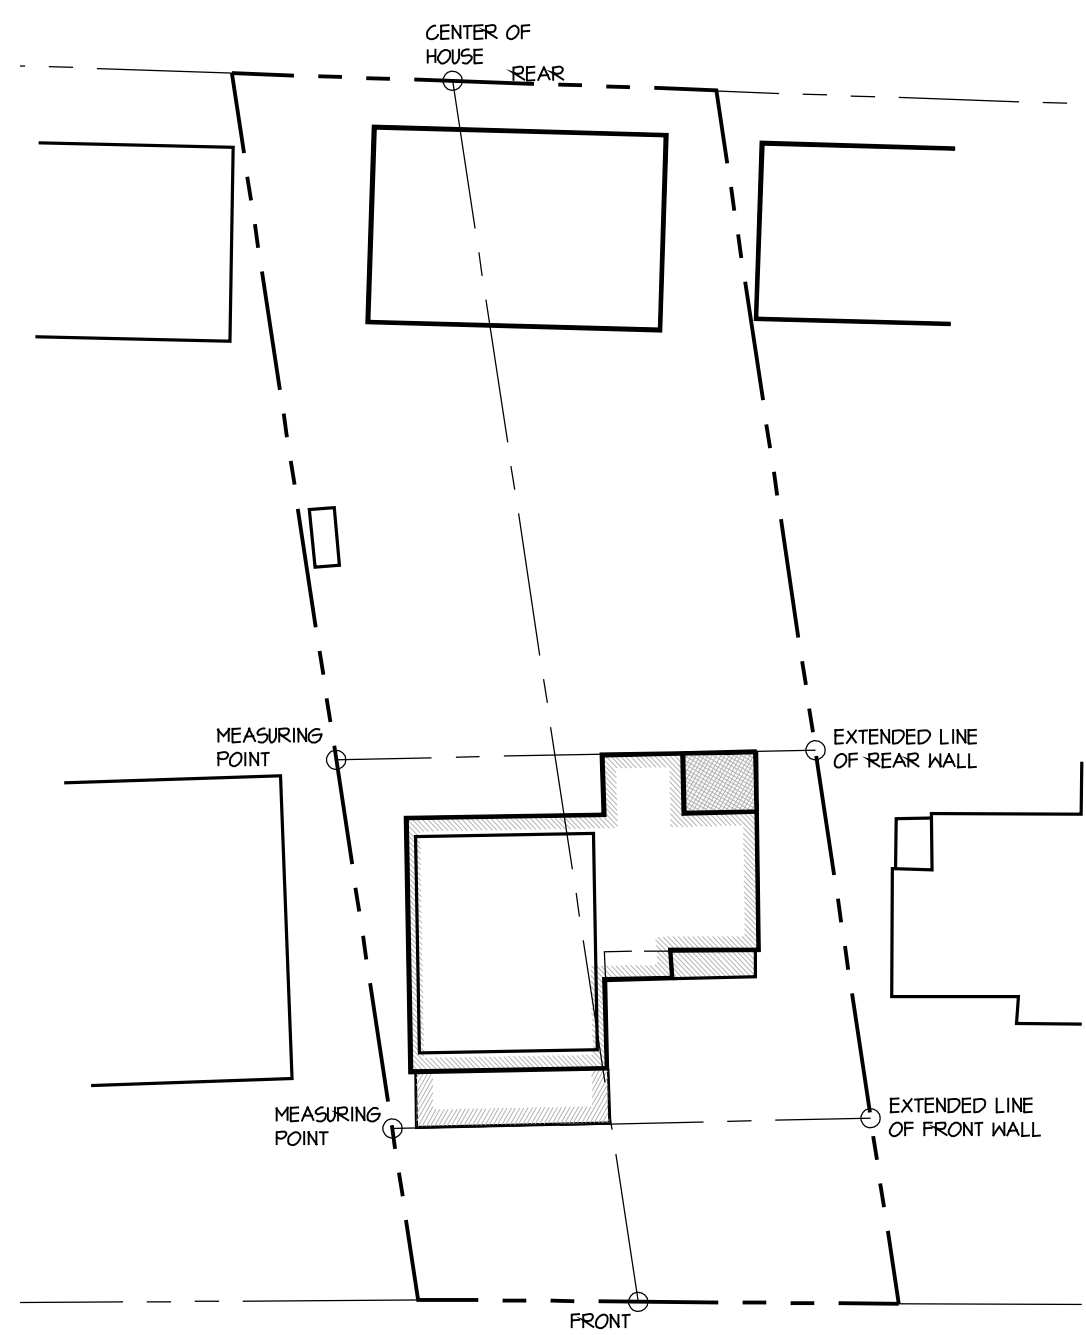 CENTER OF
HOUSE
REAR
MEASURING
POINT
EXTENDED LINE
OF REAR WALL
MEASURING
POINT
EXTENDED LINE
OF FRONT WALL
FRONT